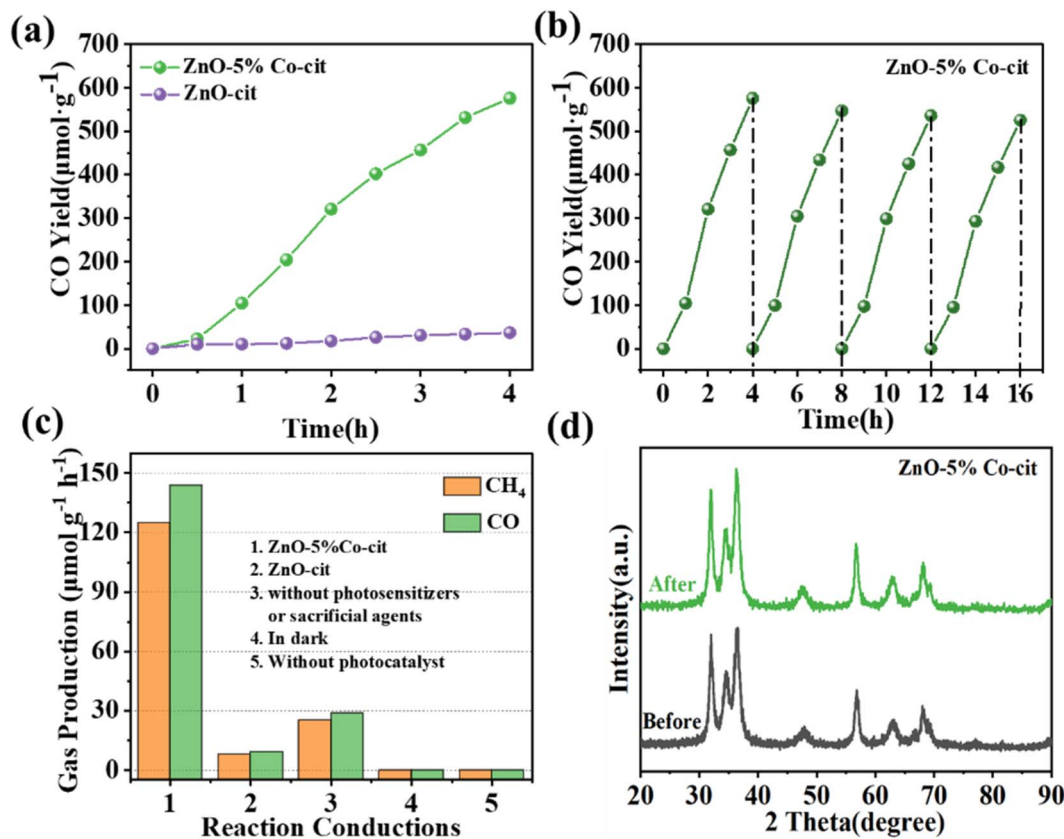 (a)
700
600
500
400
300
200
100
0
CO Yield(μmol·g⁻¹)
ZnO-5% Co-cit
ZnO-cit
0 1 2 3 4
Time(h)
(b)
700
600
500
400
300
200
100
0
CO Yield(μmol·g⁻¹)
ZnO-5% Co-cit
0 2 4 6 8 10 12 14 16
Time(h)
(c)
150
120
90
60
30
0
Gas Production (μmol g⁻¹ h⁻¹)
CH₄
CO
1. ZnO-5%Co-cit
2. ZnO-cit
3. without photosensitizers
or sacrificial agents
4. In dark
5. Without photocatalyst
1 2 3 4 5
Reaction Conductions
(d)
Intensity(a.u.)
ZnO-5% Co-cit
After
Before
20 30 40 50 60 70 80 90
2 Theta(degree)